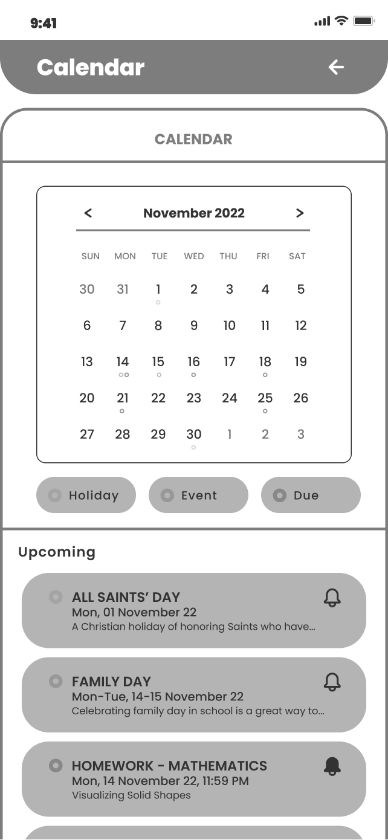 9:41
Calendar
CALENDAR
< November 2022 >
SUN MON TUE WED THU FRI SAT
30 31 1 2 3 4 5
6 7 8 9 10 11 12
13 14 15 16 17 18 19
20 21 22 23 24 25 26
27 28 29 30 1 2 3
Holiday Event Due
Upcoming
ALL SAINTS’ DAY
Mon, 01 November 22
A Christian holiday of honoring Saints who have...
FAMILY DAY
Mon-Tue, 14-15 November 22
Celebrating family day in school is a great way to...
HOMEWORK - MATHEMATICS
Mon, 14 November 22, 11:59 PM
Visualizing Solid Shapes